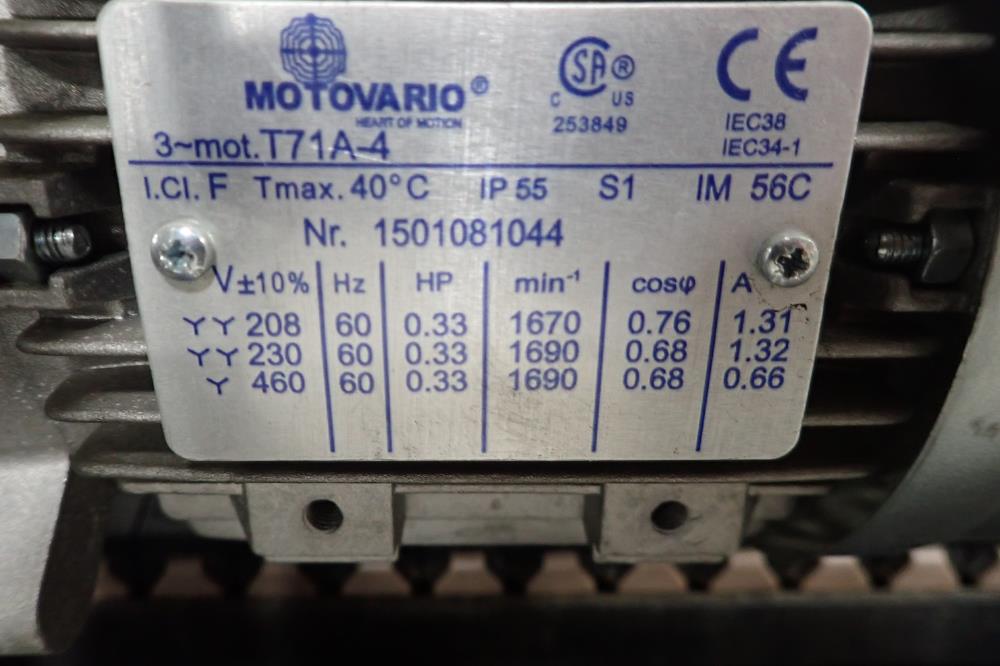 MOTOVARIO®
HEART OF MOTION
CSA®
C US
253849
CE
IEC38
IEC34-1
3~mot. T71A-4
I.Cl. F Tmax. 40°C IP 55 S1 IM 56C
Nr. 1501081044
V±10% Hz HP min⁻¹ cosφ A
YY 208 60 0.33 1670 0.76 1.31
YY 230 60 0.33 1690 0.68 1.32
Y 460 60 0.33 1690 0.68 0.66